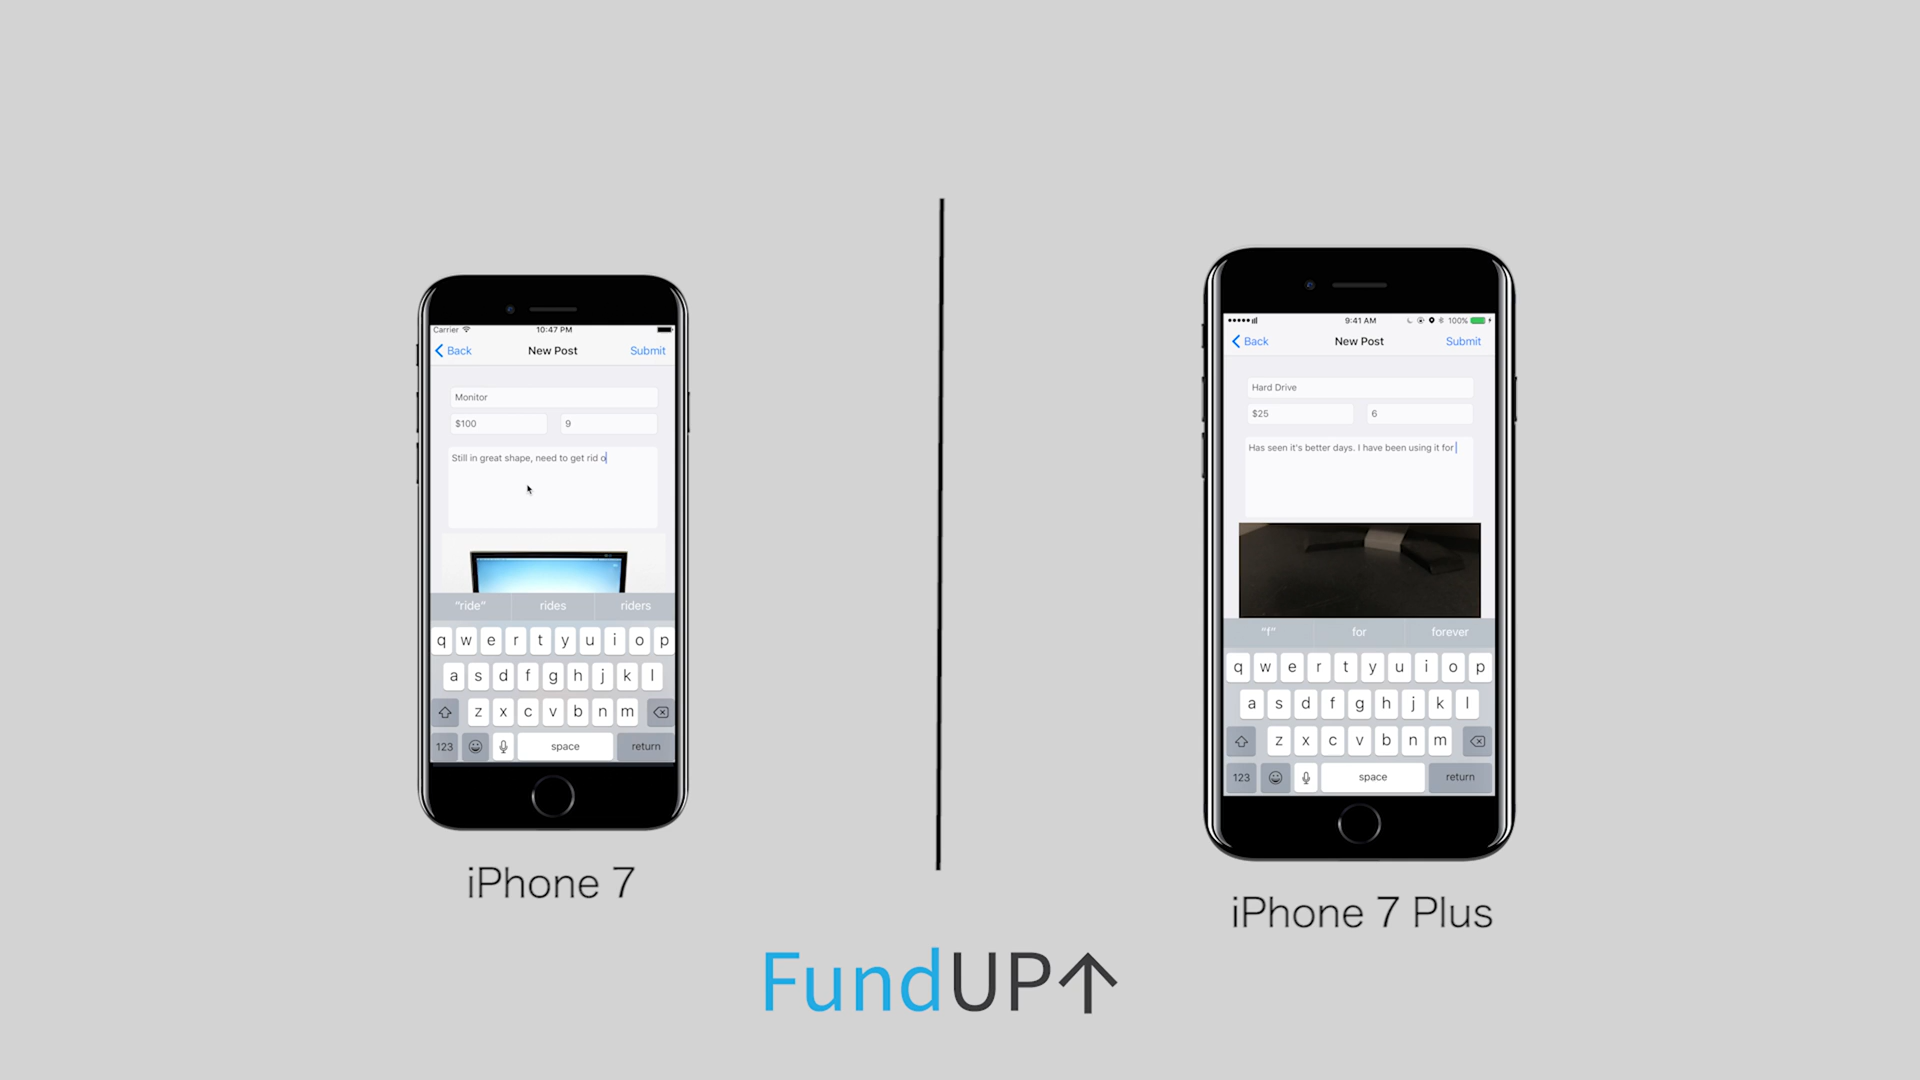 Carrier 10:47 PM
Back New Post Submit
Monitor
$100 9
Still in great shape, need to get rid o
"ride" rides riders
q w e r t y u i o p
a s d f g h j k l
z x c v b n m
123 space return
iPhone 7
9:41 AM 100%
Back New Post Submit
Hard Drive
$25 6
Has seen it's better days. I have been using it for
"f" for forever
q w e r t y u i o p
a s d f g h j k l
z x c v b n m
123 space return
iPhone 7 Plus
FundUP↑